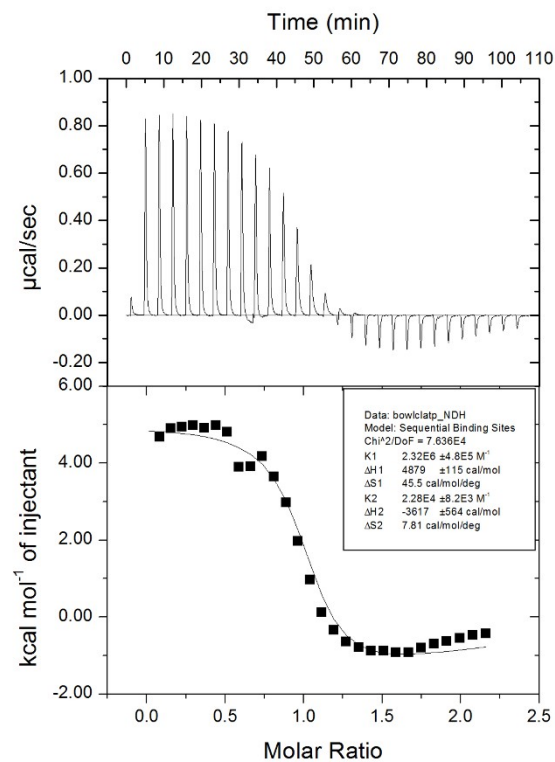 Time (min)
0 10 20 30 40 50 60 70 80 90 100 110
1.00
0.80
0.60
0.40
0.20
0.00
-0.20
µcal/sec
6.00
4.00
2.00
0.00
-2.00
kcal mol⁻¹ of injectant
Data: bowlclatp_NDH
Model: Sequential Binding Sites
Chi^2/DoF = 7.636E4
K1 2.32E6 ±4.8E5 M⁻¹
ΔH1 4879 ±115 cal/mol
ΔS1 45.5 cal/mol/deg
K2 2.28E4 ±8.2E3 M⁻¹
ΔH2 -3617 ±564 cal/mol
ΔS2 7.81 cal/mol/deg
0.0 0.5 1.0 1.5 2.0 2.5
Molar Ratio